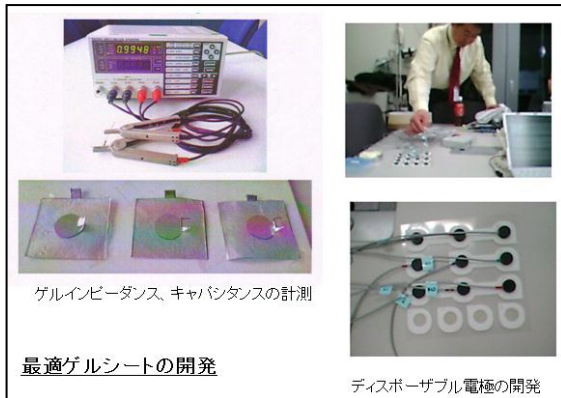 0.9948
ゲルインピーダンス、キャパシタンスの計測
最適ゲルシートの開発
ディスポーザブル電極の開発